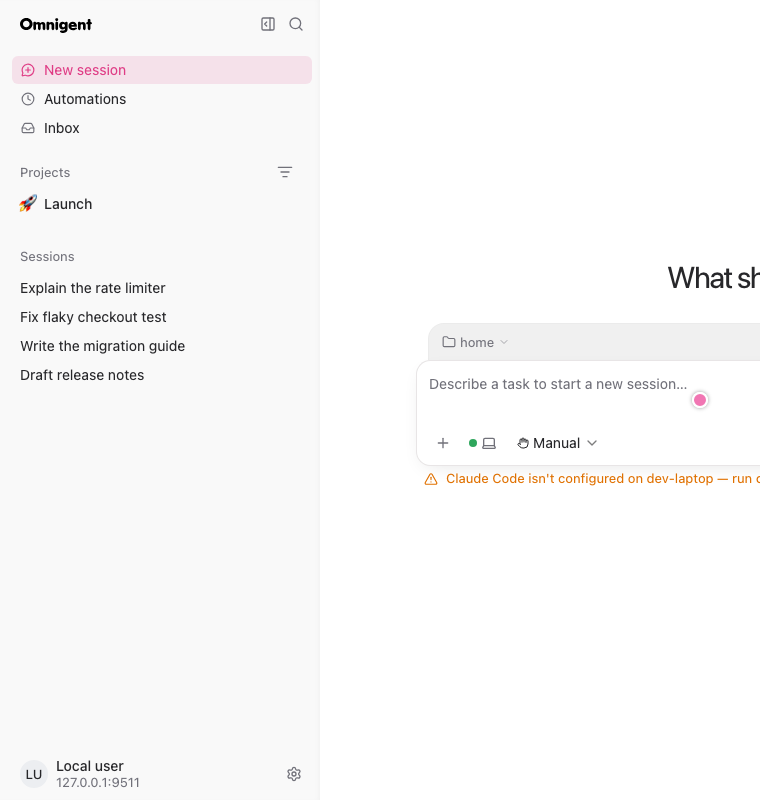 Omnigent
New session
Automations
Inbox
Projects
Launch
Sessions
Explain the rate limiter
Fix flaky checkout test
Write the migration guide
Draft release notes
LU
Local user
127.0.0.1:9511
What sh
home
Describe a task to start a new session...
Manual
Claude Code isn't configured on dev-laptop — run